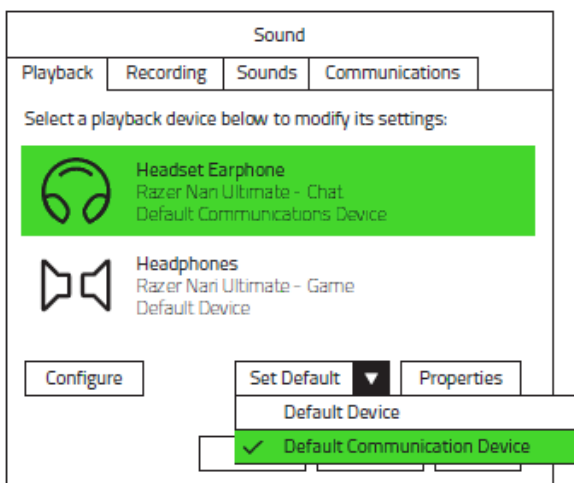 Sound
Playback Recording Sounds Communications
Select a playback device below to modify its settings:
Headset Earphone
Razer Nari Ultimate - Chat
Default Communications Device
Headphones
Razer Nari Ultimate - Game
Default Device
Configure Set Default Properties
Default Device
Default Communication Device